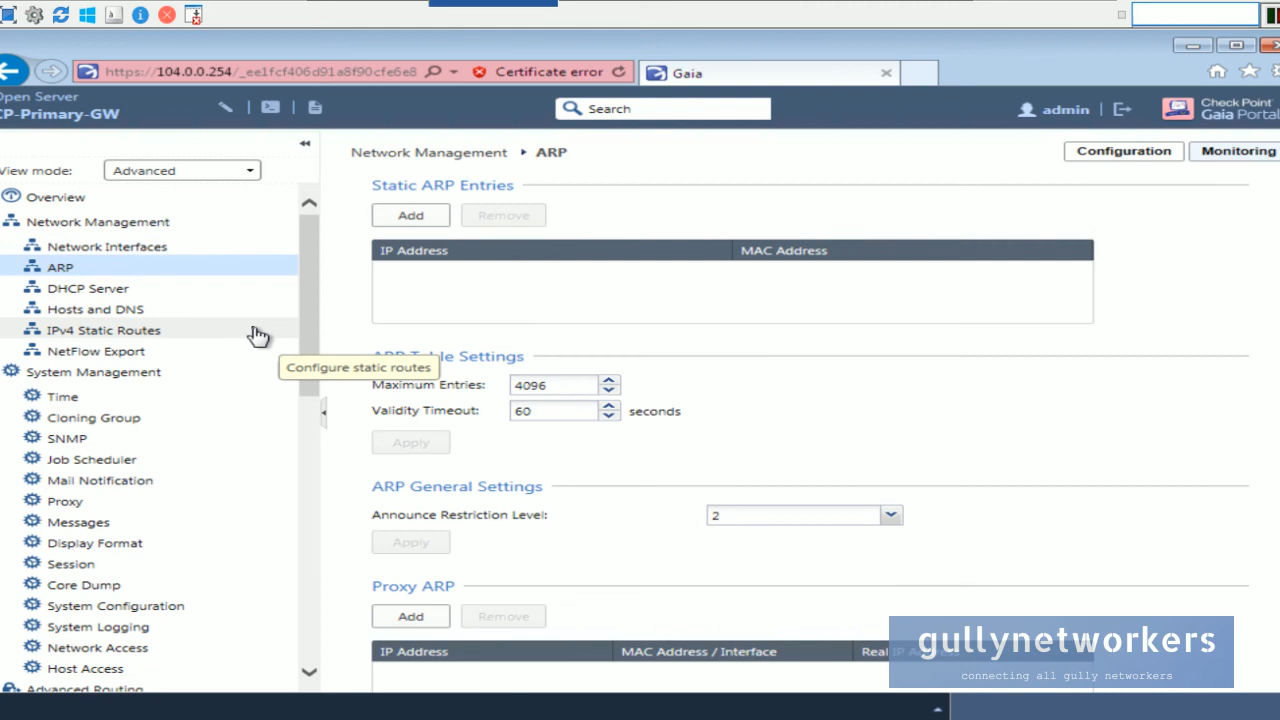 https://104.0.0.254/_ee1fcf406d91a8f90cfe6e8
Certificate error
Gaia
Open Server
CP-Primary-GW
Search
admin
Check Point
Gaia Portal
View mode:
Advanced
Network Management
ARP
Configuration
Monitoring
Overview
Network Management
Network Interfaces
ARP
DHCP Server
Hosts and DNS
IPv4 Static Routes
NetFlow Export
System Management
Time
Cloning Group
SNMP
Job Scheduler
Mail Notification
Proxy
Messages
Display Format
Session
Core Dump
System Configuration
System Logging
Network Access
Host Access
Advanced Routing
Configure static routes
Static ARP Entries
Add
Remove
IP Address
MAC Address
ARP Table Settings
Maximum Entries:
4096
Validity Timeout:
60
seconds
Apply
ARP General Settings
Announce Restriction Level:
2
Apply
Proxy ARP
Add
Remove
IP Address
MAC Address / Interface
Real IP
gullynetworkers
connecting all gully networkers